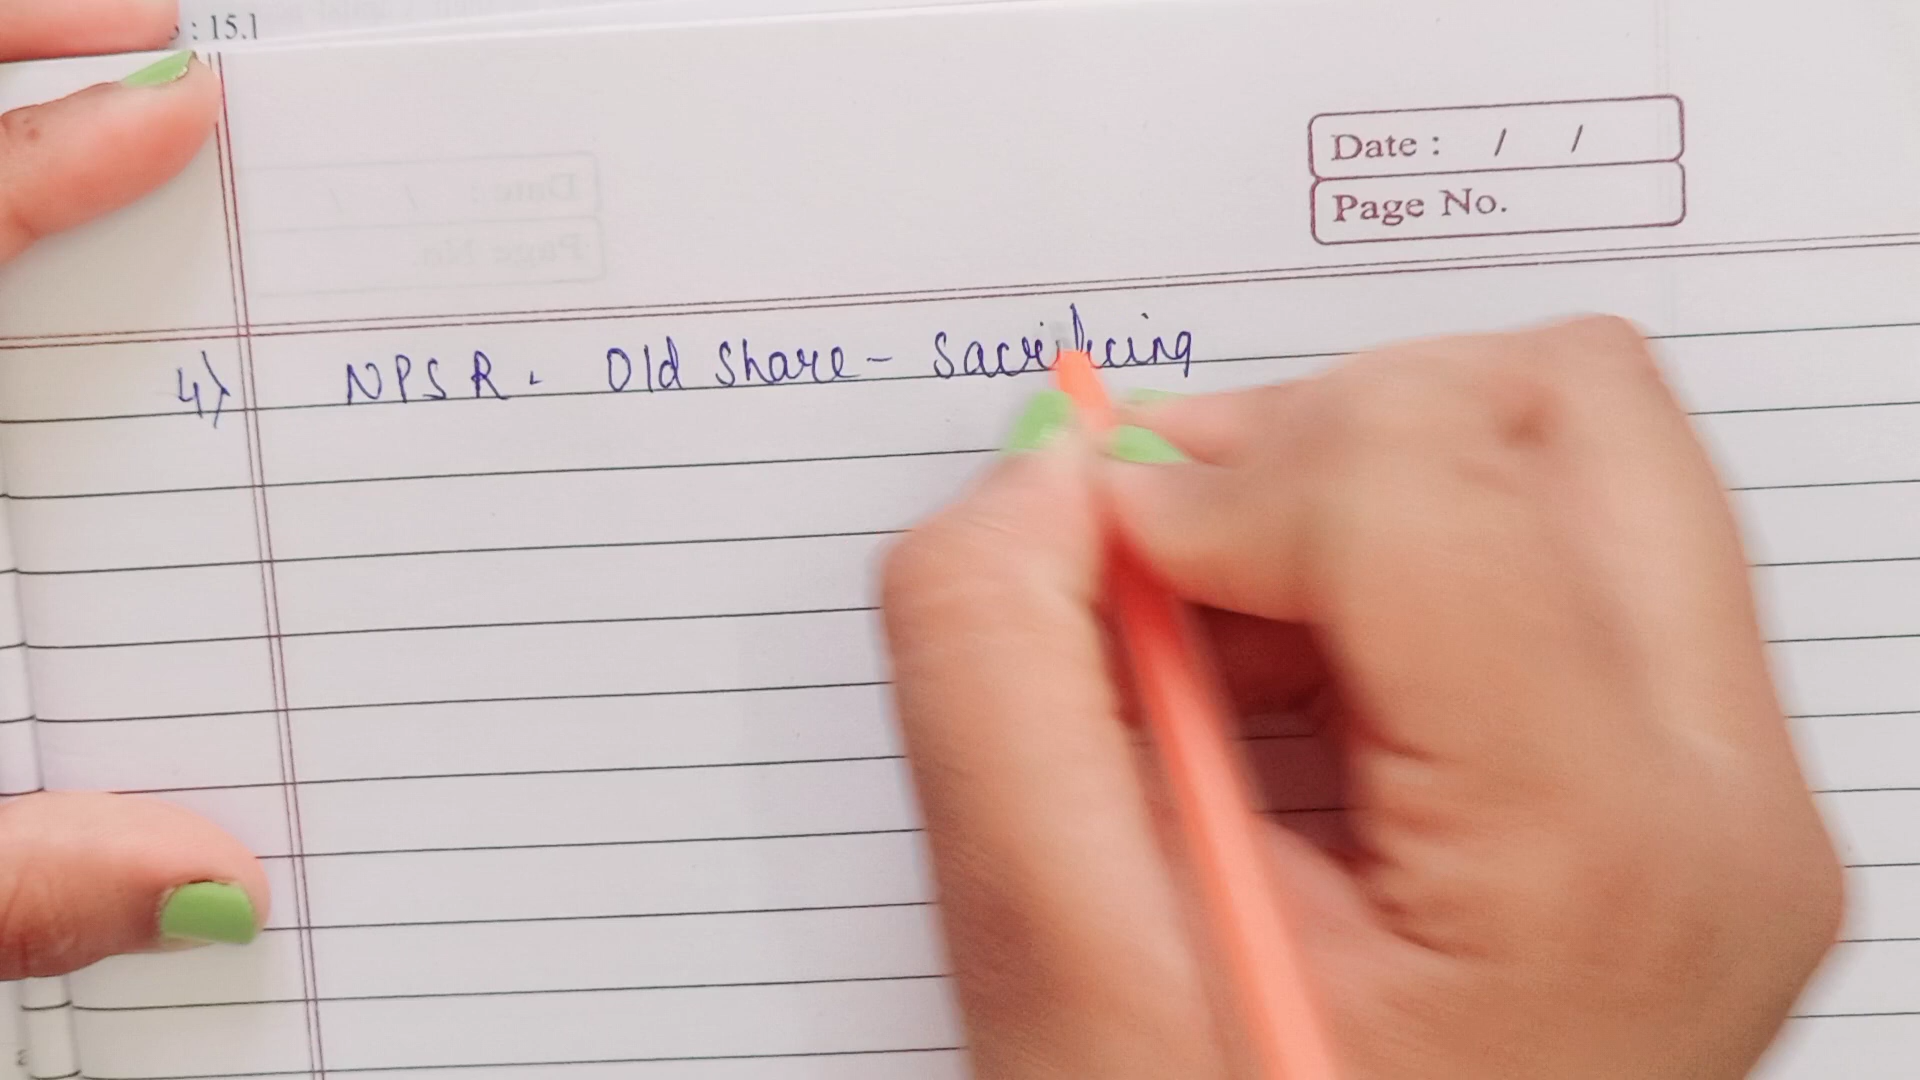 : 15.1
Date : / /
Page No.
4) NPSR. Old Share - Sacrificing